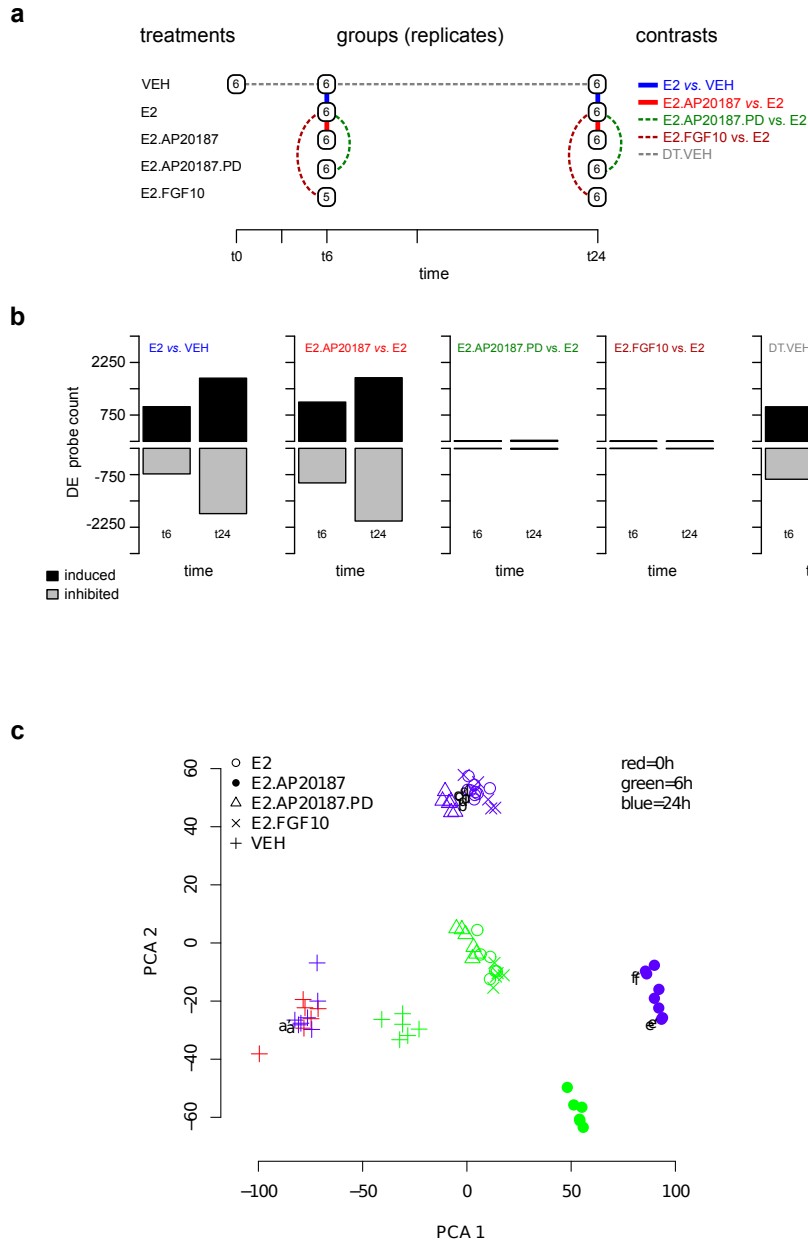 a
treatments groups (replicates) contrasts
VEH 6 6 6
E2 6 6
E2.AP20187 6 6
E2.AP20187.PD 6 6
E2.FGF10 5 6
E2 vs. VEH
E2.AP20187 vs. E2
E2.AP20187.PD vs. E2
E2.FGF10 vs. E2
DT.VEH
t0 t6 t24
time
b
E2 vs. VEH E2.AP20187 vs. E2 E2.AP20187.PD vs. E2 E2.FGF10 vs. E2 DT.VEH
DE probe count
2250
750
-750
-2250
t6 t24 t6 t24 t6 t24 t6 t24 t6
time time time time t
induced
inhibited
c
E2
E2.AP20187
E2.AP20187.PD
E2.FGF10
VEH
red=0h
green=6h
blue=24h
PCA 2
60
40
20
0
−20
−40
−60
a a'
f f'
e e'
−100 −50 0 50 100
PCA 1